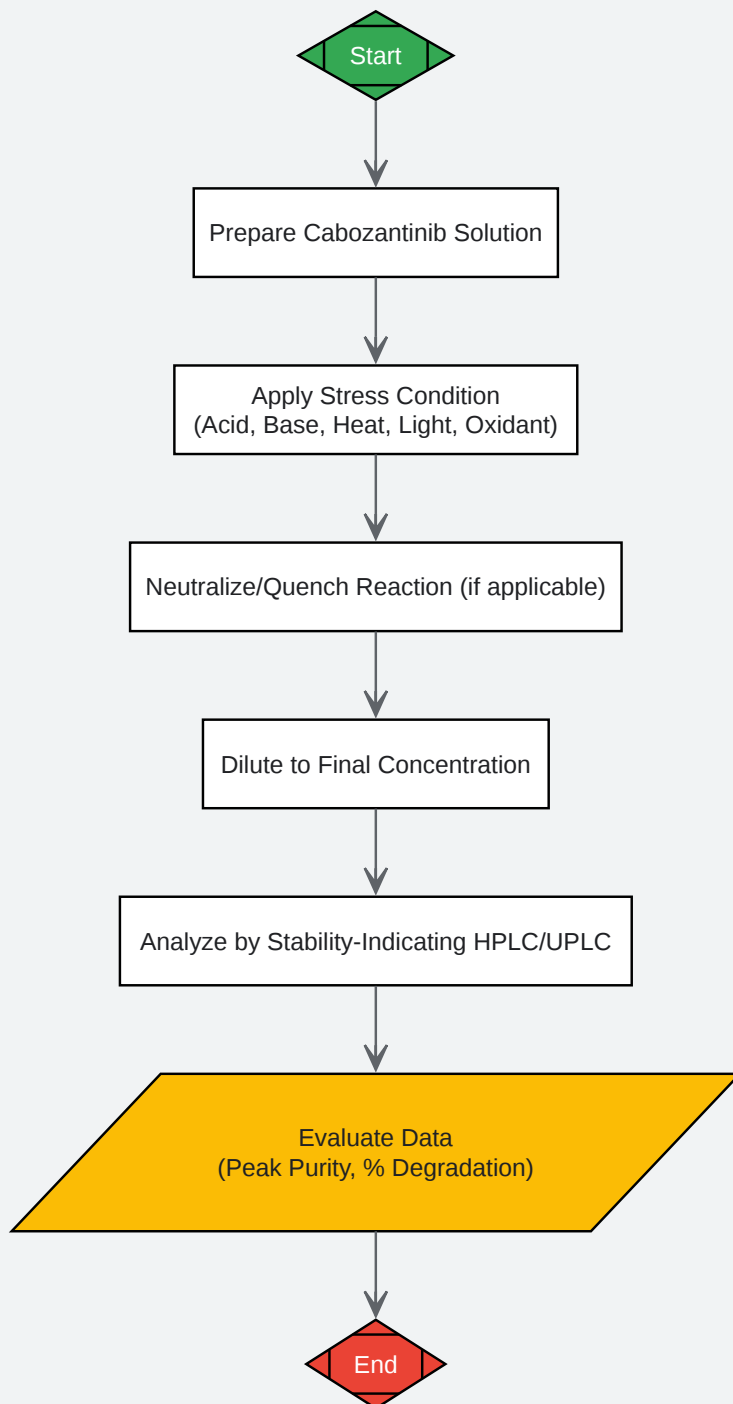 Start
Prepare Cabozantinib Solution
Apply Stress Condition
(Acid, Base, Heat, Light, Oxidant)
Neutralize/Quench Reaction (if applicable)
Dilute to Final Concentration
Analyze by Stability-Indicating HPLC/UPLC
Evaluate Data
(Peak Purity, % Degradation)
End